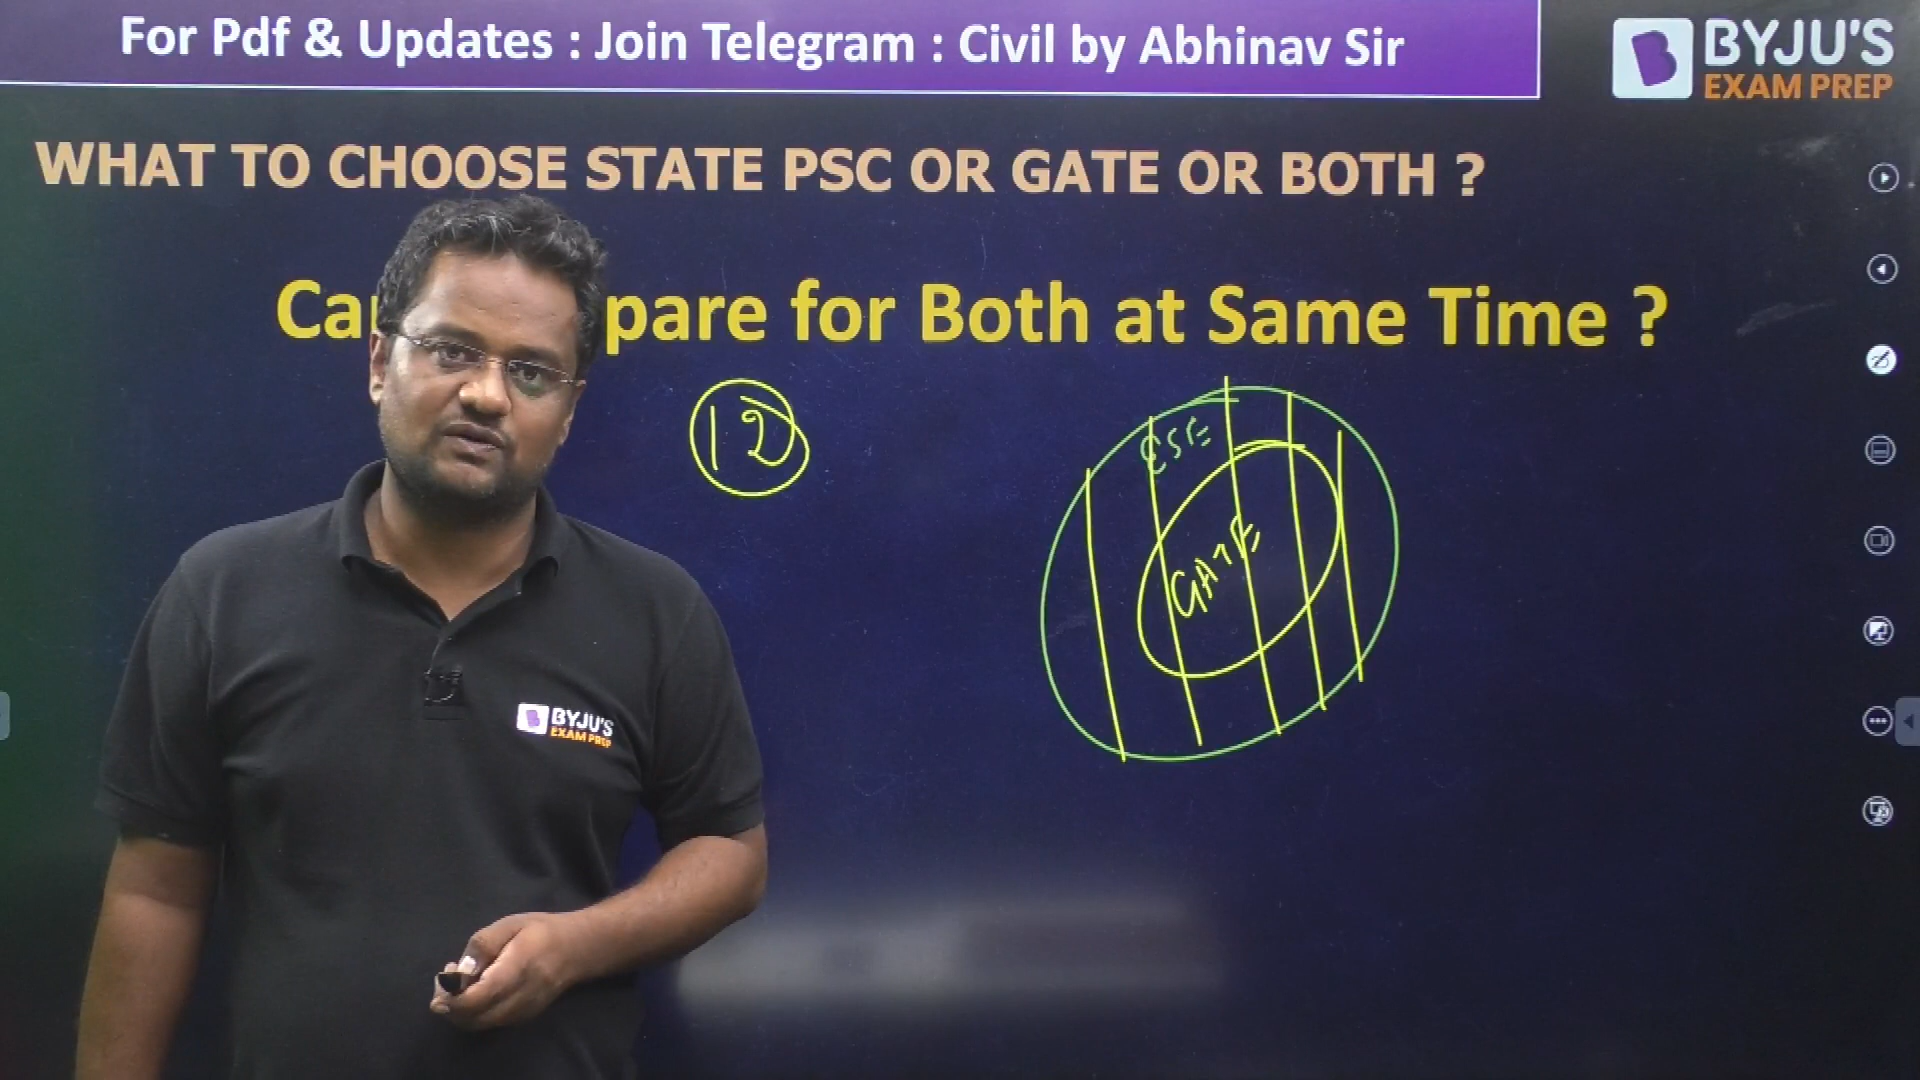 For Pdf & Updates : Join Telegram : Civil by Abhinav Sir
BYJU'S
EXAM PREP
WHAT TO CHOOSE STATE PSC OR GATE OR BOTH ?
Ca pare for Both at Same Time ?
12
ESE
GATE
BYJU'S
EXAM PREP